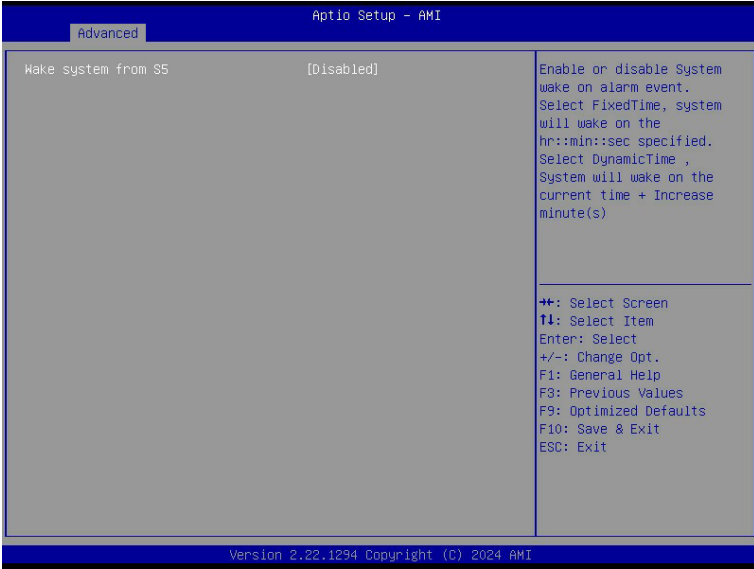 Aptio Setup – AMI
Advanced
Wake system from S5 [Disabled]
Enable or disable System
wake on alarm event.
Select FixedTime, system
will wake on the
hr::min::sec specified.
Select DynamicTime ,
System will wake on the
current time + Increase
minute(s)
→←: Select Screen
↑↓: Select Item
Enter: Select
+/-: Change Opt.
F1: General Help
F3: Previous Values
F9: Optimized Defaults
F10: Save & Exit
ESC: Exit
Version 2.22.1294 Copyright (C) 2024 AMI